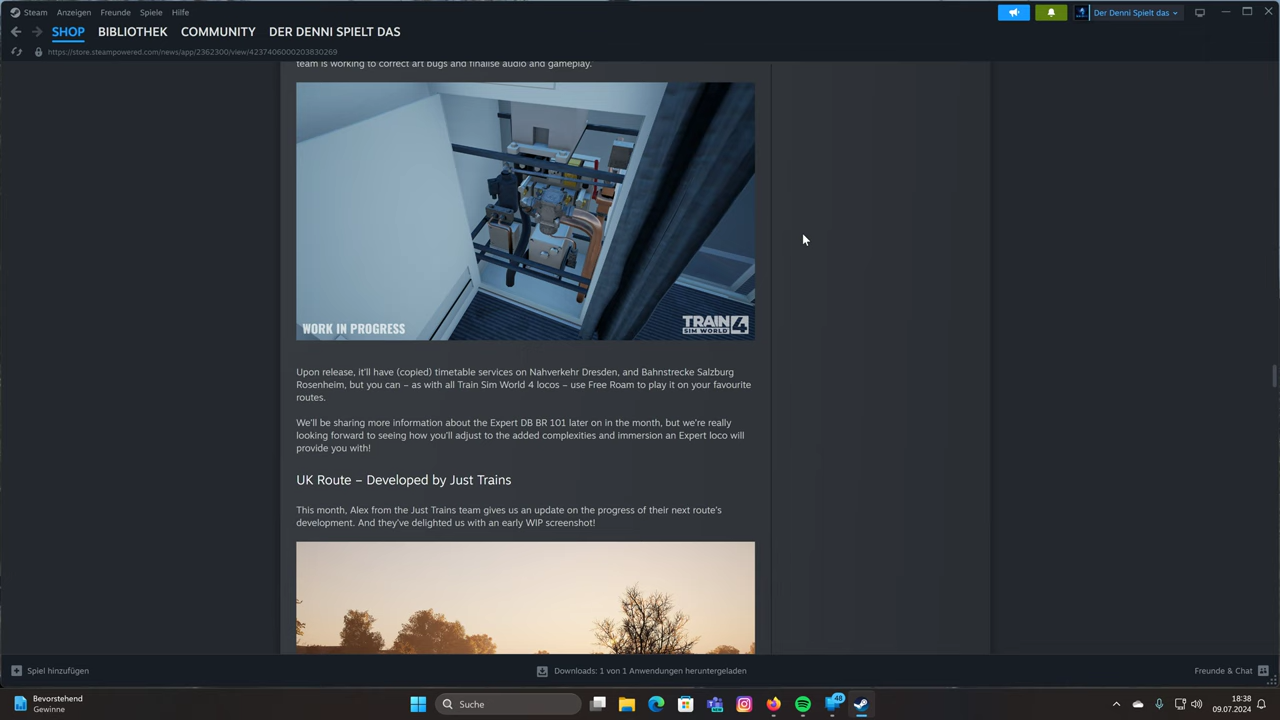 Steam Anzeigen Freunde Spiele Hilfe
Der Denni Spielt das
SHOP BIBLIOTHEK COMMUNITY DER DENNI SPIELT DAS
https://store.steampowered.com/news/app/2362300/view/4237406000203830269
team is working to correct art bugs and finalise audio and gameplay.
WORK IN PROGRESS
TRAIN SIM WORLD 4
Upon release, it'll have (copied) timetable services on Nahverkehr Dresden, and Bahnstrecke Salzburg
Rosenheim, but you can – as with all Train Sim World 4 locos – use Free Roam to play it on your favourite
routes.
We'll be sharing more information about the Expert DB BR 101 later on in the month, but we're really
looking forward to seeing how you'll adjust to the added complexities and immersion an Expert loco will
provide you with!
UK Route – Developed by Just Trains
This month, Alex from the Just Trains team gives us an update on the progress of their next route's
development. And they've delighted us with an early WIP screenshot!
Spiel hinzufügen
Downloads: 1 von 1 Anwendungen heruntergeladen
Freunde & Chat
Bevorstehend
Gewinne
Suche
48
18:38
09.07.2024